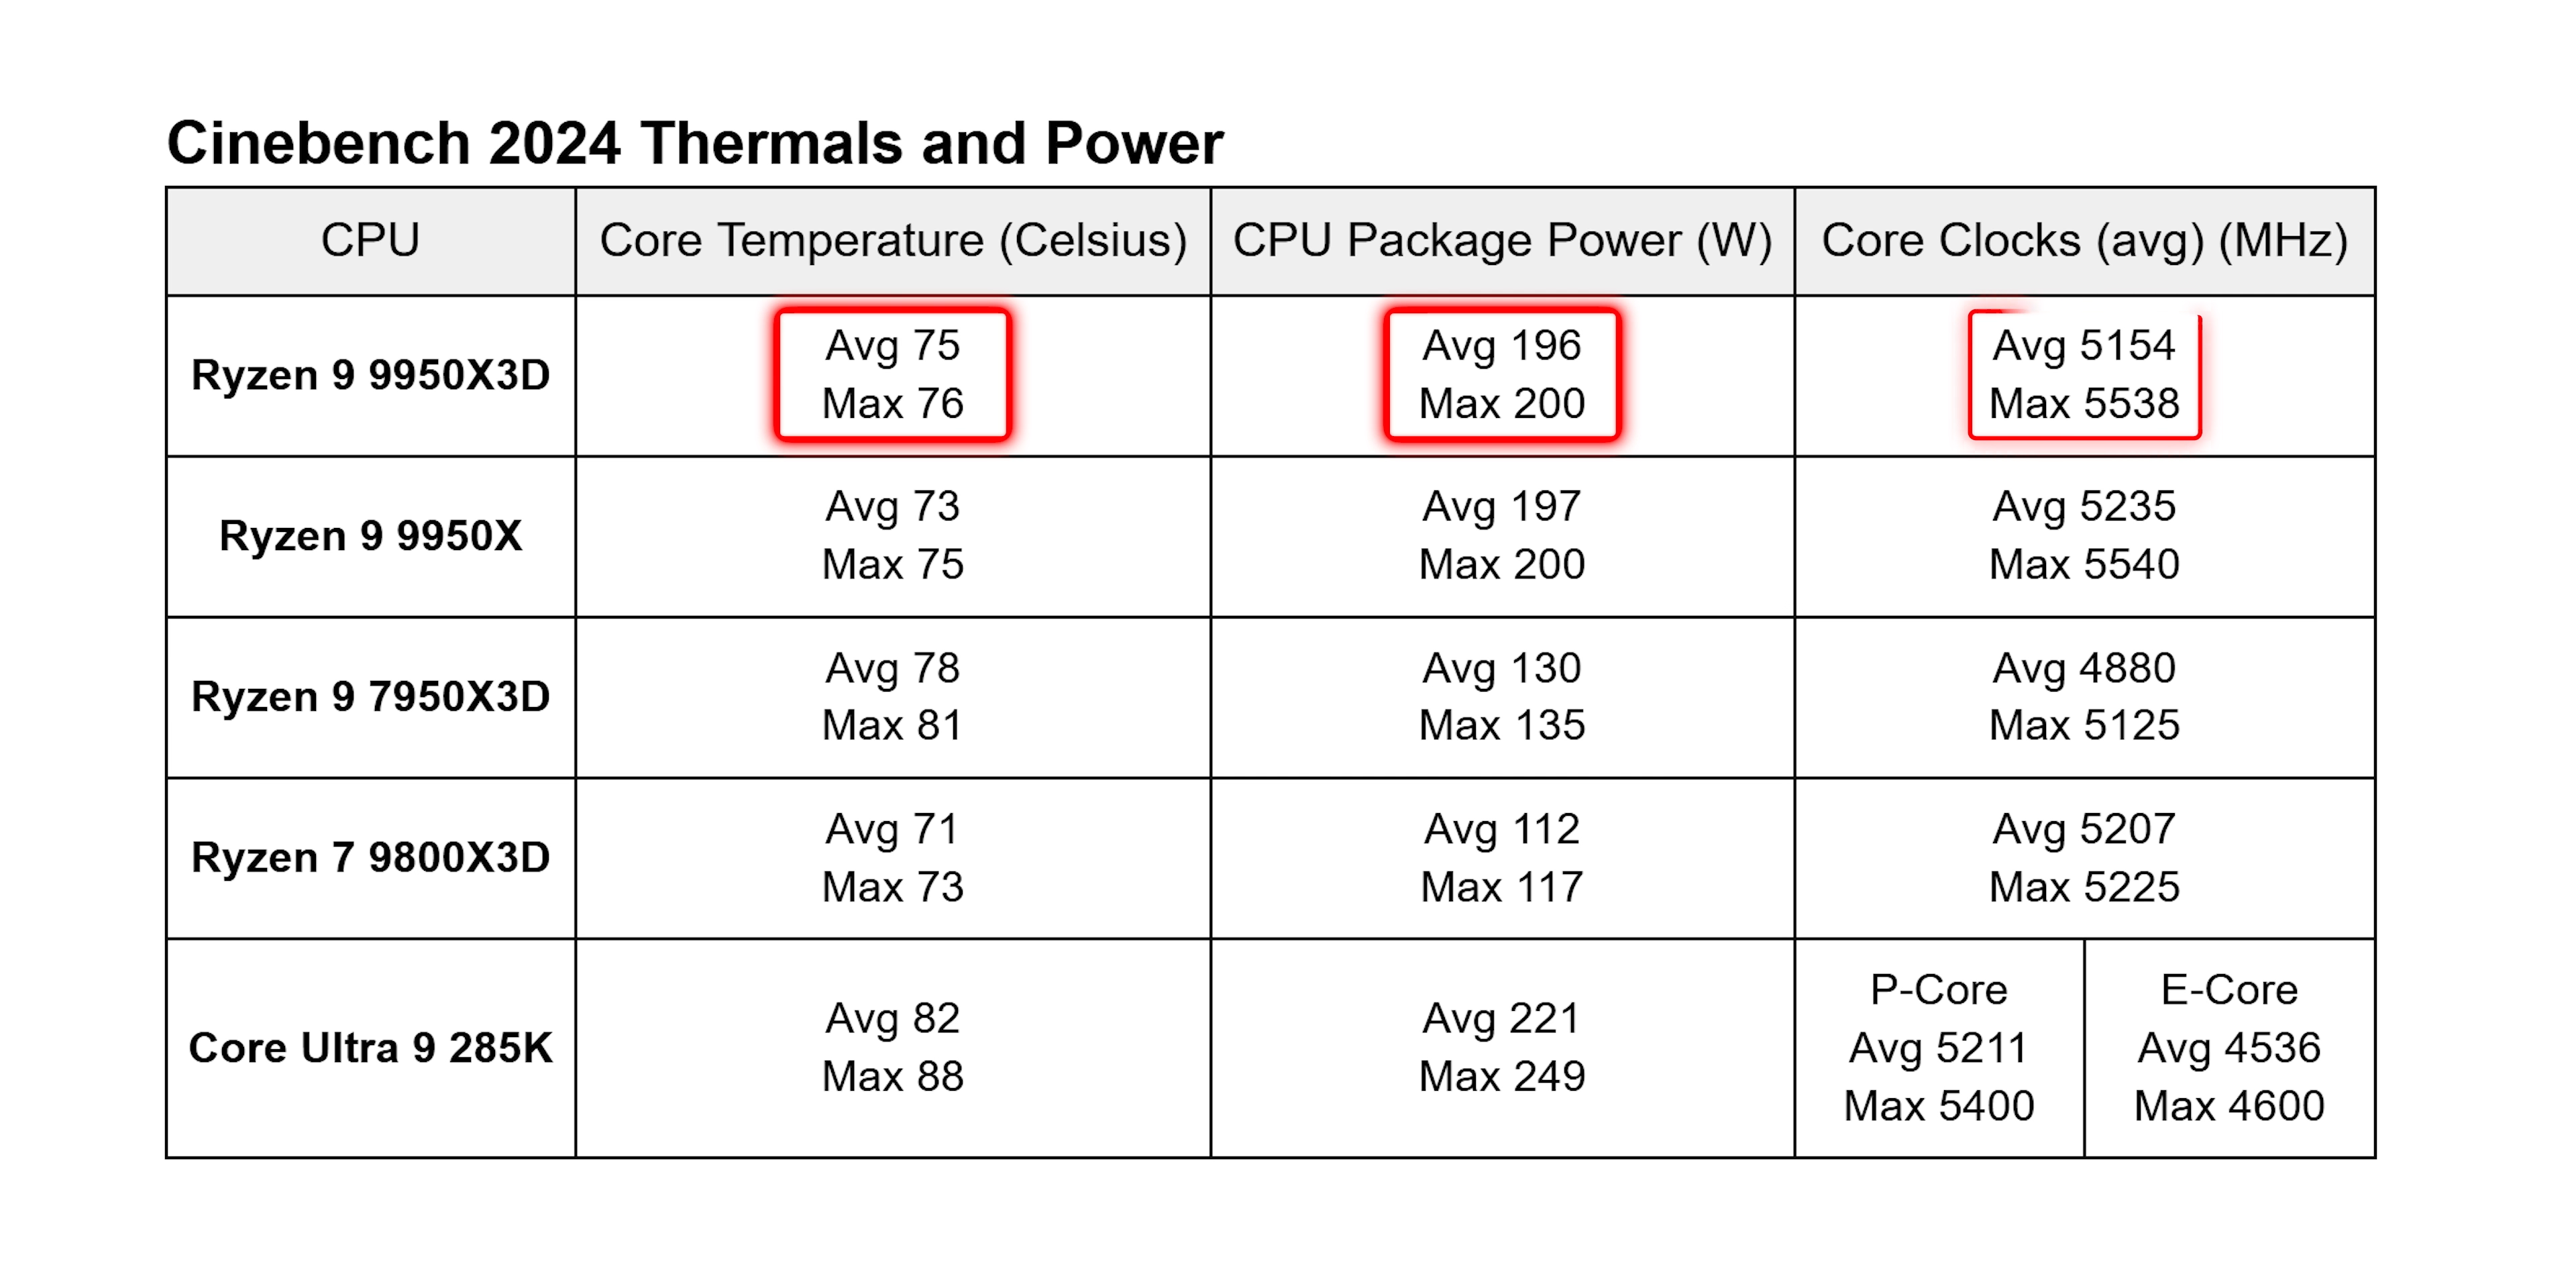 Cinebench 2024 Thermals and Power
CPU
Core Temperature (Celsius)
CPU Package Power (W)
Core Clocks (avg) (MHz)
Ryzen 9 9950X3D
Avg 75
Max 76
Avg 196
Max 200
Avg 5154
Max 5538
Ryzen 9 9950X
Avg 73
Max 75
Avg 197
Max 200
Avg 5235
Max 5540
Ryzen 9 7950X3D
Avg 78
Max 81
Avg 130
Max 135
Avg 4880
Max 5125
Ryzen 7 9800X3D
Avg 71
Max 73
Avg 112
Max 117
Avg 5207
Max 5225
Core Ultra 9 285K
Avg 82
Max 88
Avg 221
Max 249
P-Core
Avg 5211
Max 5400
E-Core
Avg 4536
Max 4600